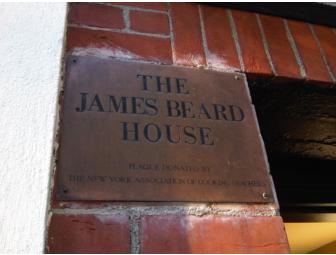 THE
JAMES BEARD
HOUSE
PLAQUE DONATED BY
THE NEW YORK ASSOCIATION OF COOKING TEACHERS